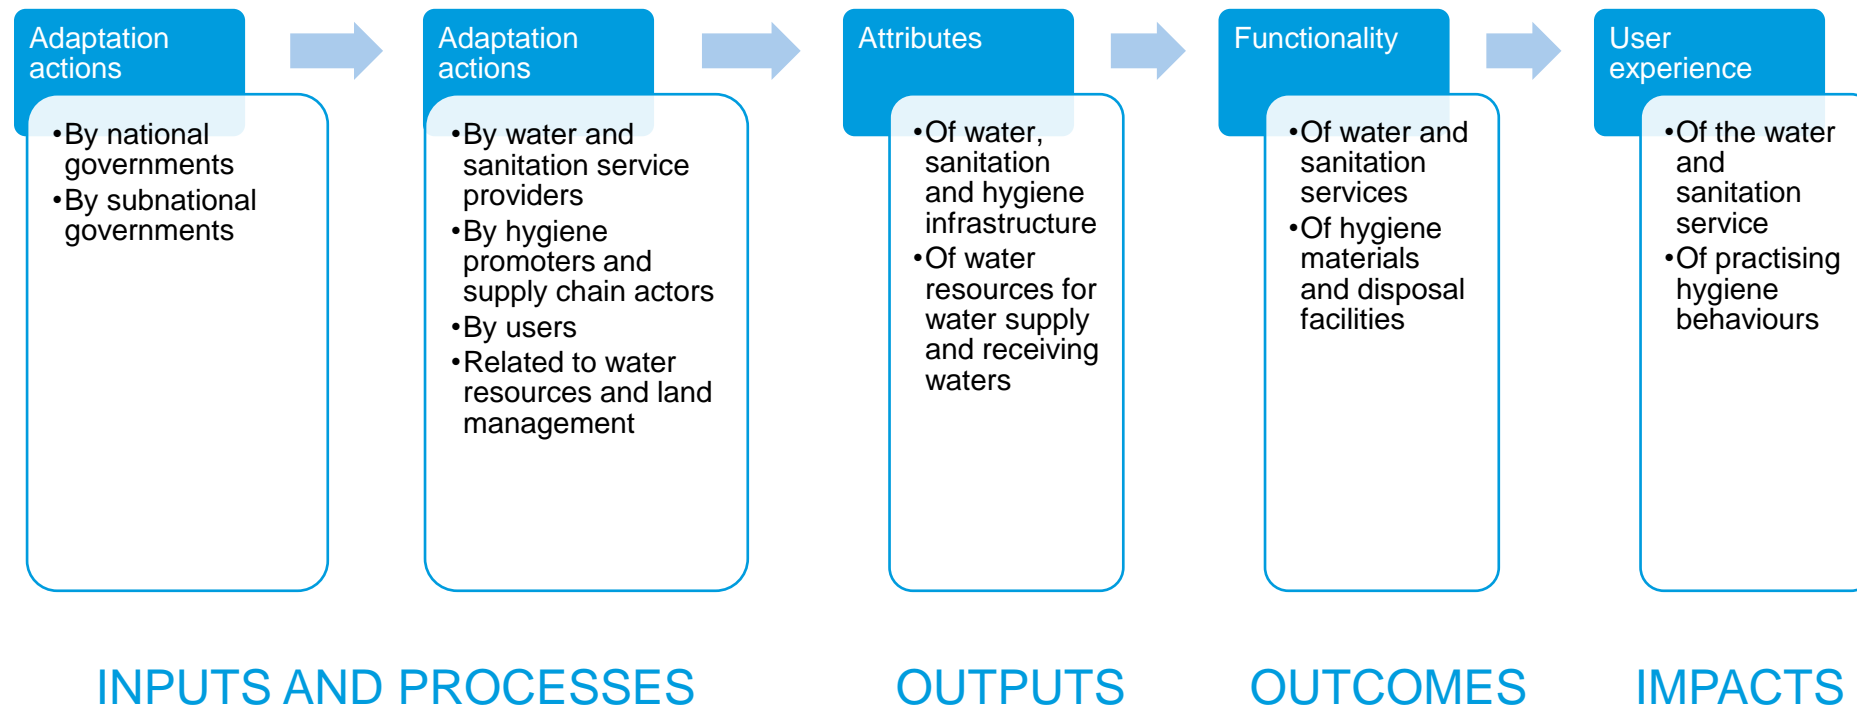 Adaptation
actions
•By national
governments
•By subnational
governments
Adaptation
actions
•By water and
sanitation service
providers
•By hygiene
promoters and
supply chain actors
•By users
•Related to water
resources and land
management
Attributes
•Of water,
sanitation
and hygiene
infrastructure
•Of water
resources for
water supply
and receiving
waters
Functionality
•Of water and
sanitation
services
•Of hygiene
materials
and disposal
facilities
User
experience
•Of the water
and
sanitation
service
•Of practising
hygiene
behaviours
INPUTS AND PROCESSES
OUTPUTS
OUTCOMES
IMPACTS